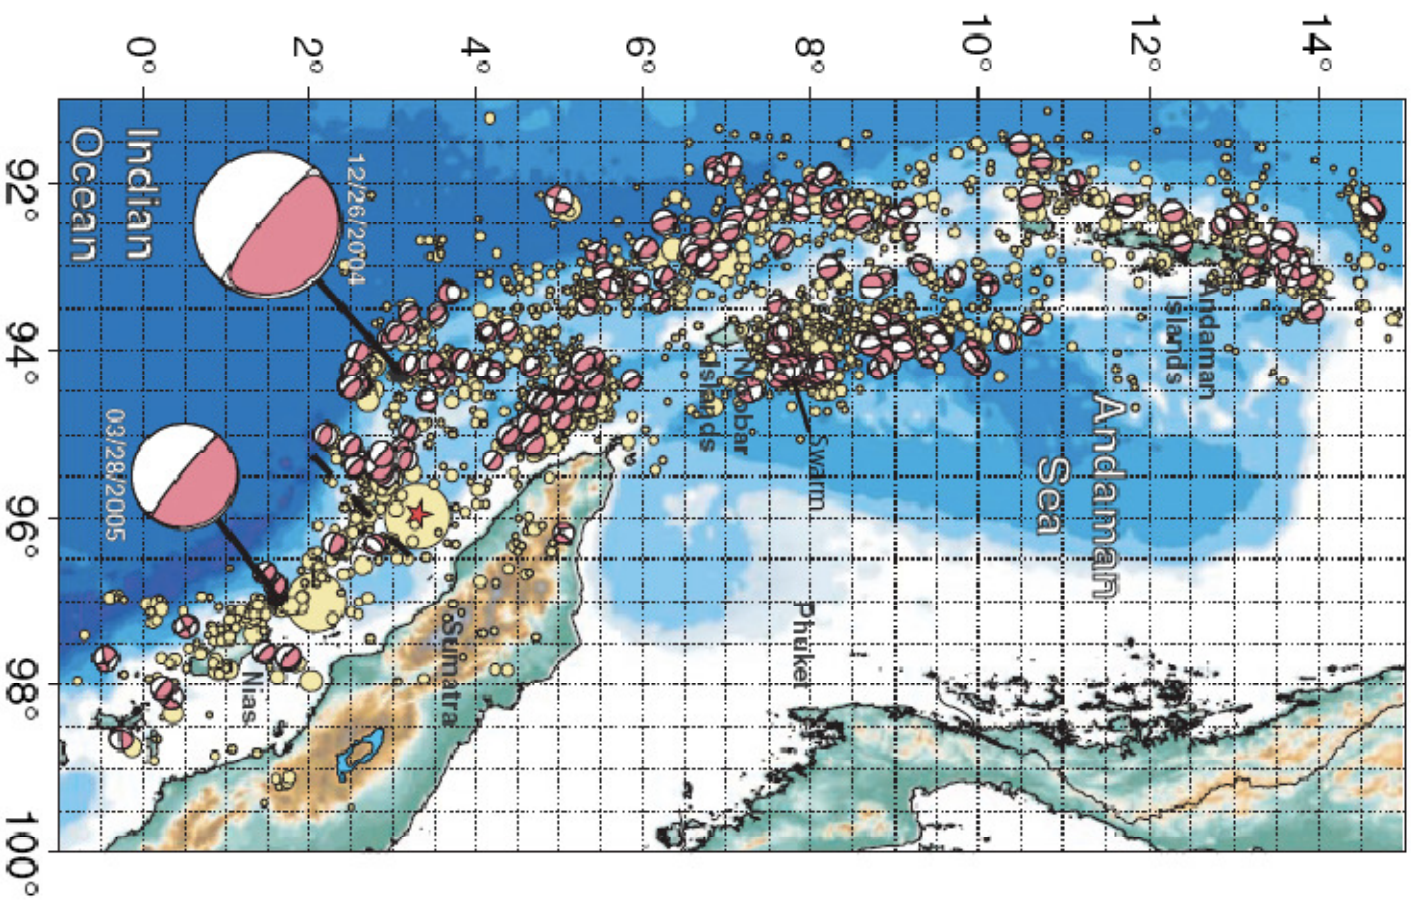 14°
12°
10°
8°
6°
4°
2°
0°
92°
94°
96°
98°
100°
Andaman
Islands
Andaman
Sea
Swarm
Nicobar
Islands
Phuket
Sumatra
12/26/2004
Nias
Indian
Ocean
03/28/2005